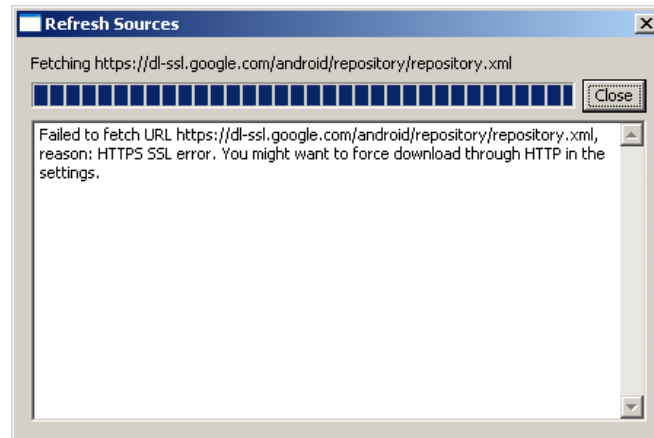 Refresh Sources
Fetching https://dl-ssl.google.com/android/repository/repository.xml
Close
Failed to fetch URL https://dl-ssl.google.com/android/repository/repository.xml,
reason: HTTPS SSL error. You might want to force download through HTTP in the
settings.